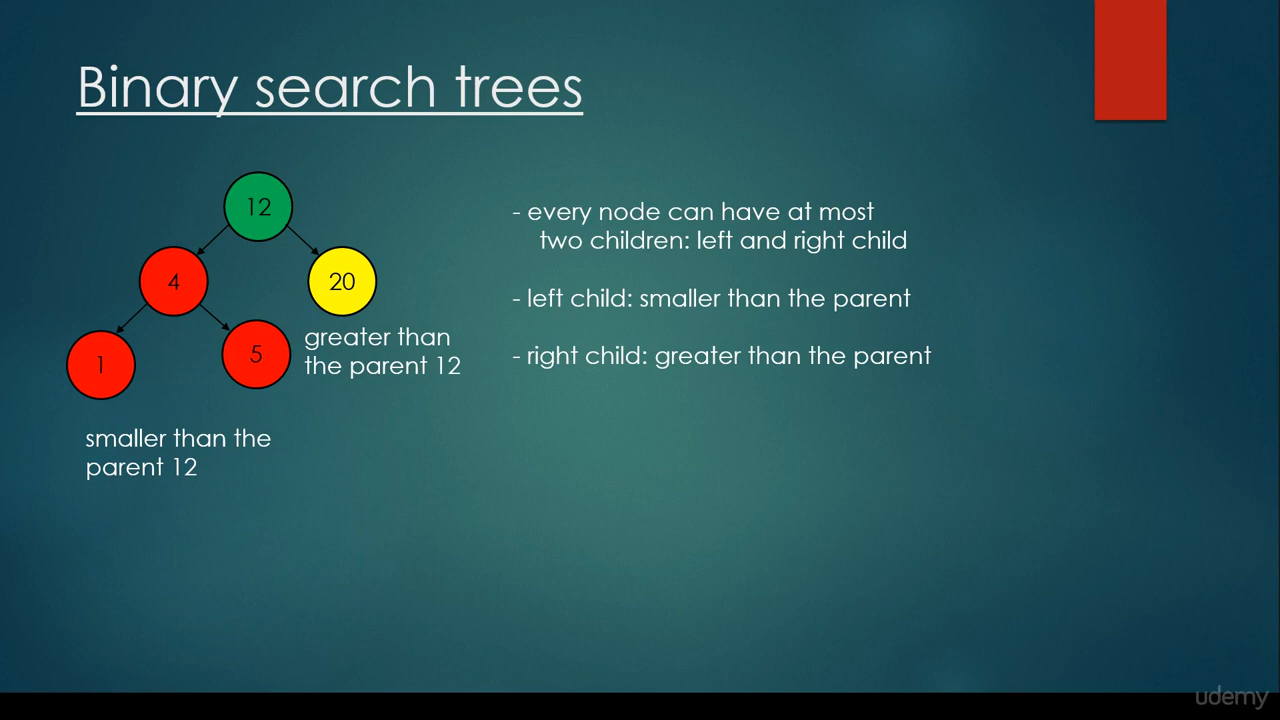 Binary search trees
12
4
20
1
5
greater than
the parent 12
smaller than the
parent 12
- every node can have at most
two children: left and right child
- left child: smaller than the parent
- right child: greater than the parent
udemy